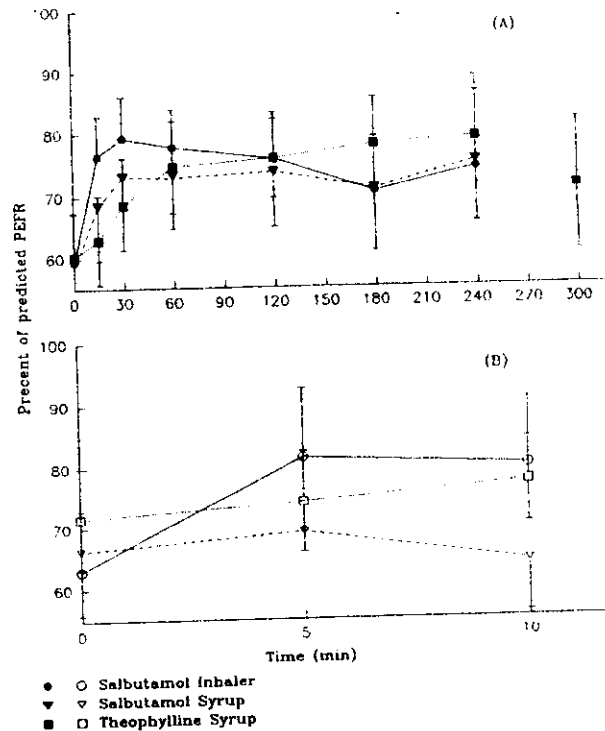 (A)
100
90
80
70
60
0 30 60 90 120 150 180 210 240 270 300
Precent of predicted PEFR
(B)
100
90
80
70
60
0 5 10
Time (min)
Salbutamol Inhaler
Salbutamol Syrup
Theophylline Syrup